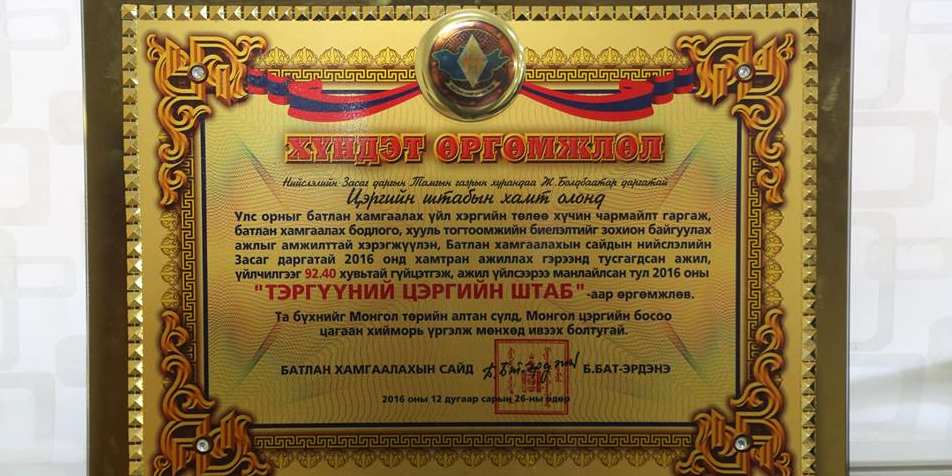 ХҮНДЭТ ӨРГӨМЖЛӨЛ
Нийслэлийн Засаг даргын Тамгын газрын хурандаа Ж.Болдбаатар даргатай
Цэргийн штабын хамт олонд
Улс орныг батлан хамгаалах үйл хэргийн төлөө хүчин чармайлт гаргаж,
батлан хамгаалах бодлого, хууль тогтоомжийн биелэлтийг зохион байгуулах
ажлыг амжилттай хэрэгжүүлэн, Батлан хамгаалахын сайдын нийслэлийн
Засаг даргатай 2016 онд хамтран ажиллах гэрээнд тусгагдсан ажил,
үйлчилгээг 92.40 хувьтай гүйцэтгэж, ажил үйлсээрээ манлайлсан тул 2016 оны
"ТЭРГҮҮНИЙ ЦЭРГИЙН ШТАБ" -аар өргөмжлөв.
Та бүхнийг Монгол төрийн алтан сүлд, Монгол цэргийн босоо
цагаан хийморь үргэлж мөнхөд ивээх болтугай.
БАТЛАН ХАМГААЛАХЫН САЙД Б.БАТ-ЭРДЭНЭ
2016 оны 12 дугаар сарын 26-ны өдөр